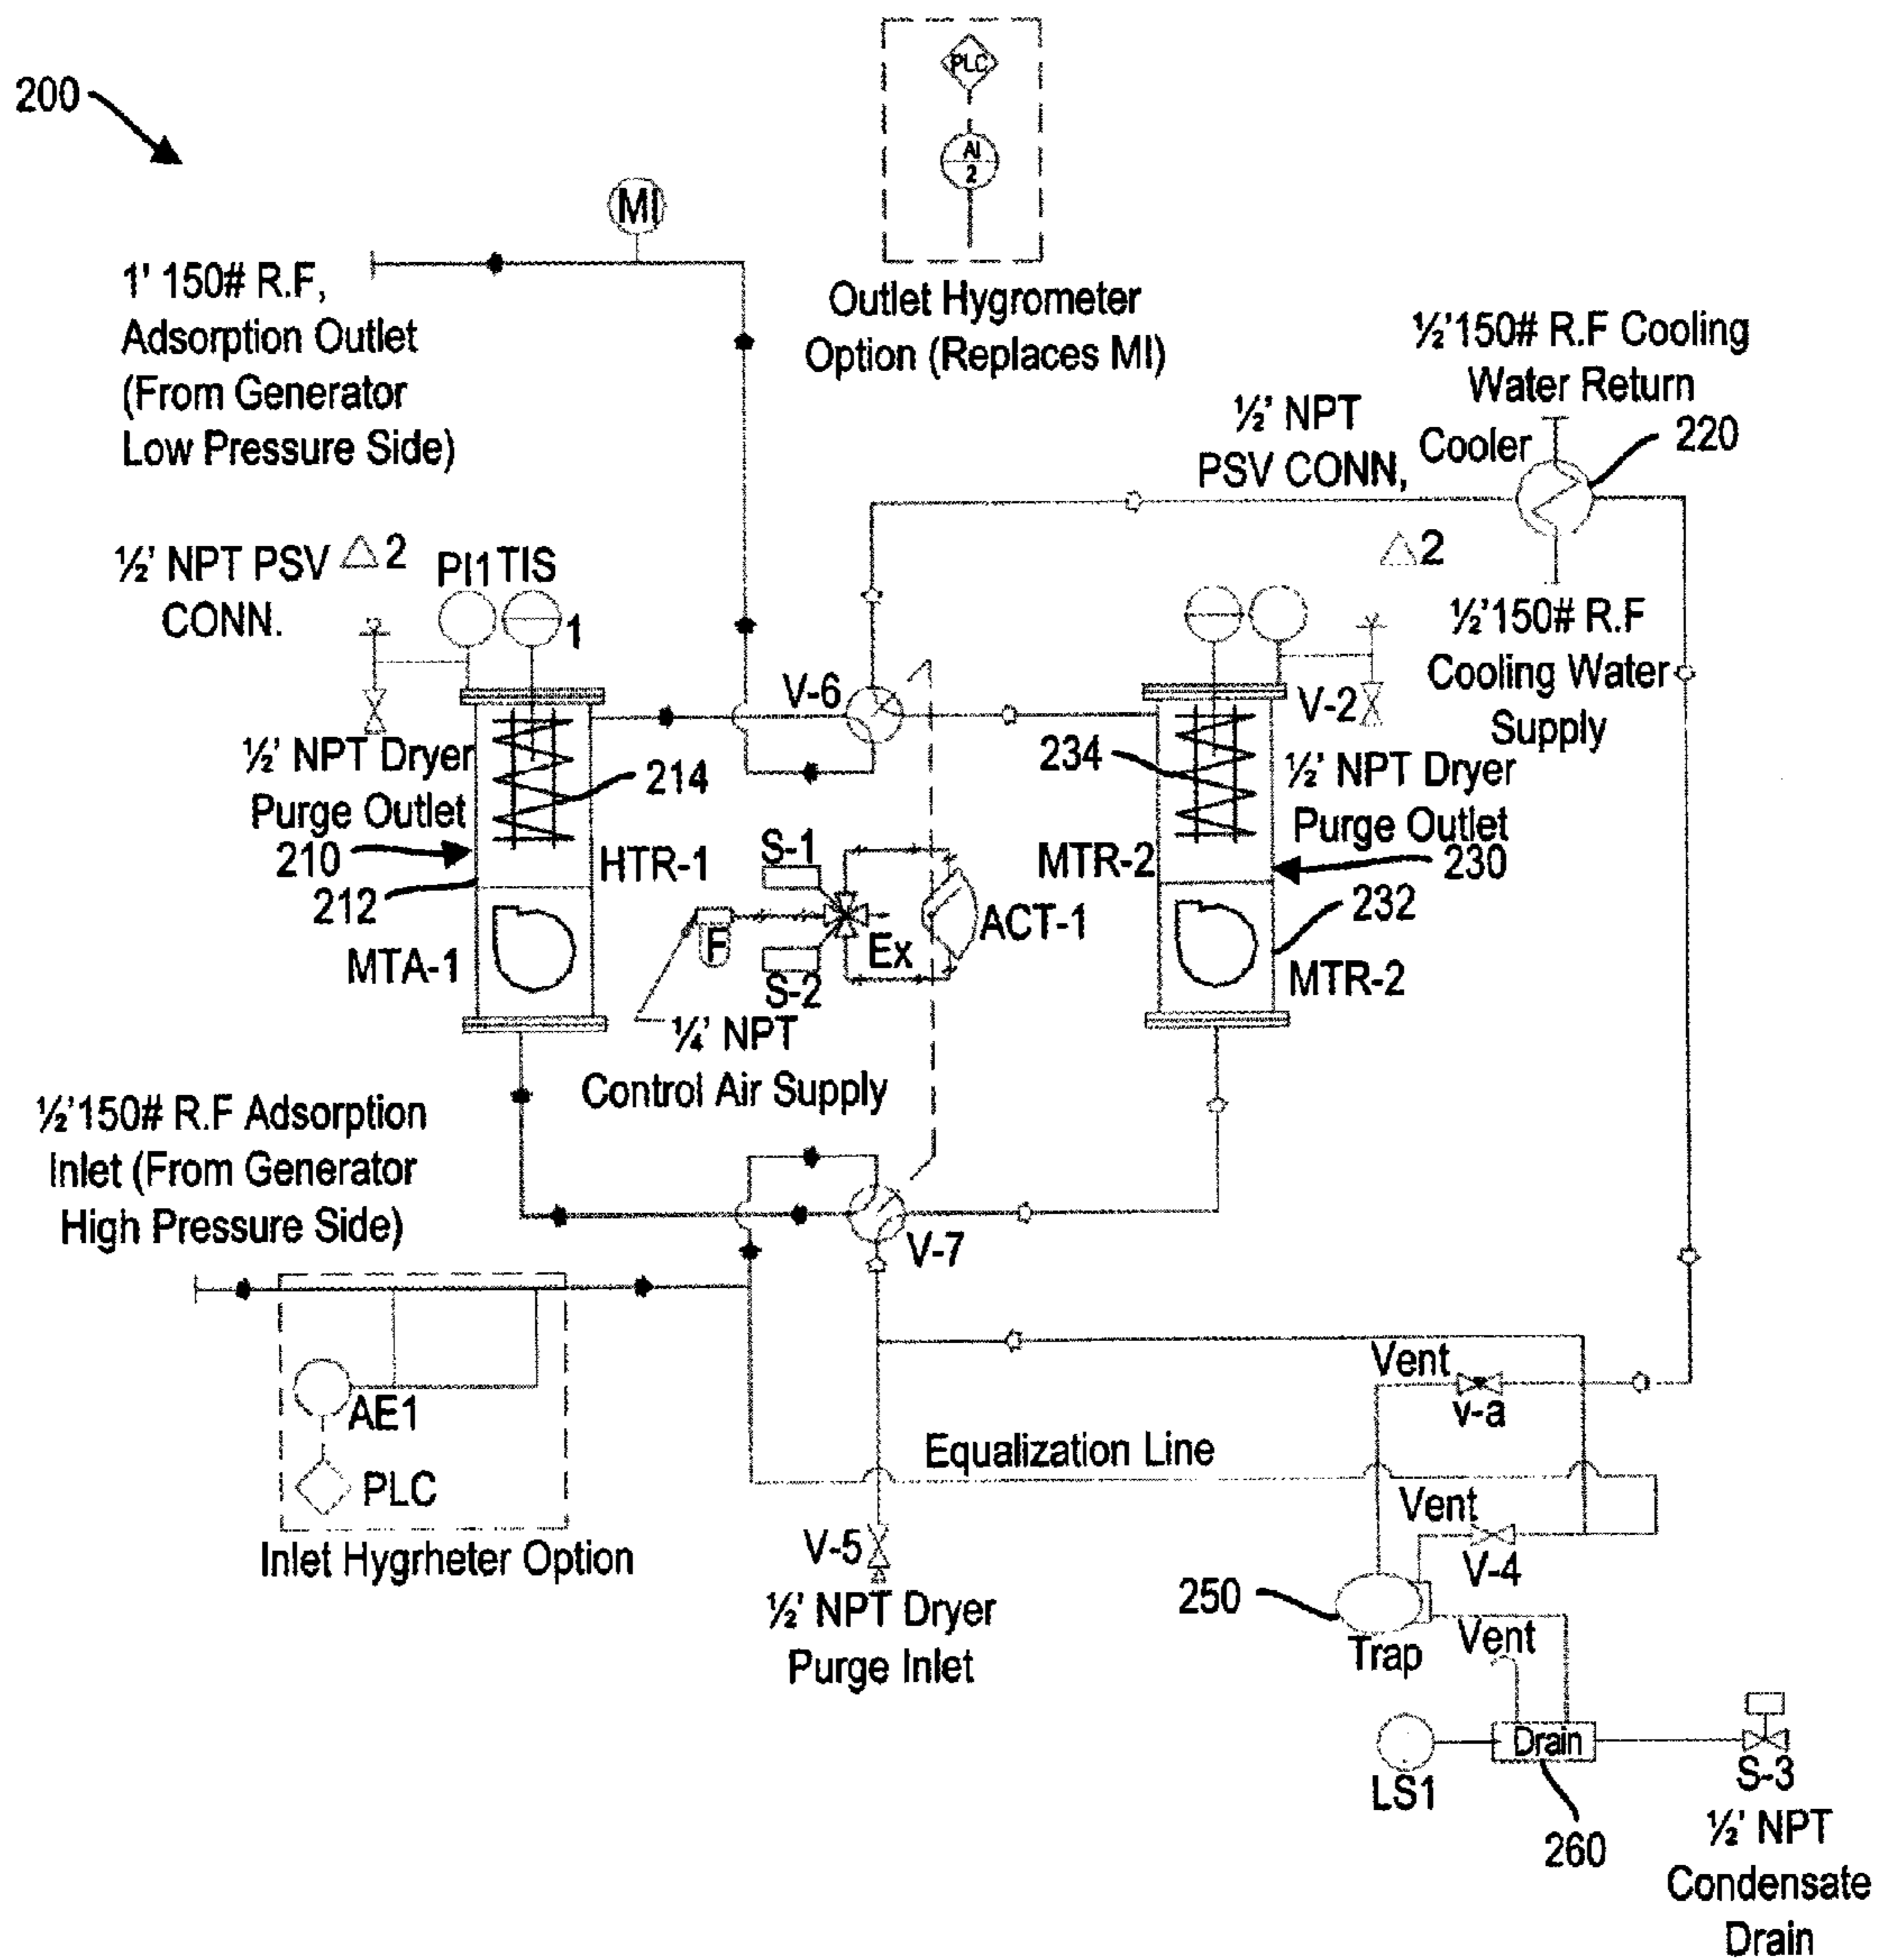 200
PLC
AI
2
MI
1' 150# R.F,
Adsorption Outlet
(From Generator
Low Pressure Side)
Outlet Hygrometer
Option (Replaces MI)
½'150# R.F Cooling
Water Return
½' NPT
PSV CONN,
Cooler
220
½' NPT PSV
CONN.
2
PI1
TIS
1
2
½'150# R.F
Cooling Water
Supply
V-6
V-2
½' NPT Dryer
Purge Outlet
214
234
½' NPT Dryer
Purge Outlet
210
212
HTR-1
S-1
MTR-2
230
232
MTA-1
F
S-2
Ex
ACT-1
MTR-2
¼' NPT
Control Air Supply
½'150# R.F Adsorption
Inlet (From Generator
High Pressure Side)
V-7
AE1
PLC
Inlet Hygrheter Option
Vent
v-a
Equalization Line
Vent
V-4
V-5
½' NPT Dryer
Purge Inlet
250
Trap
Vent
Drain
LS1
260
S-3
½' NPT
Condensate
Drain